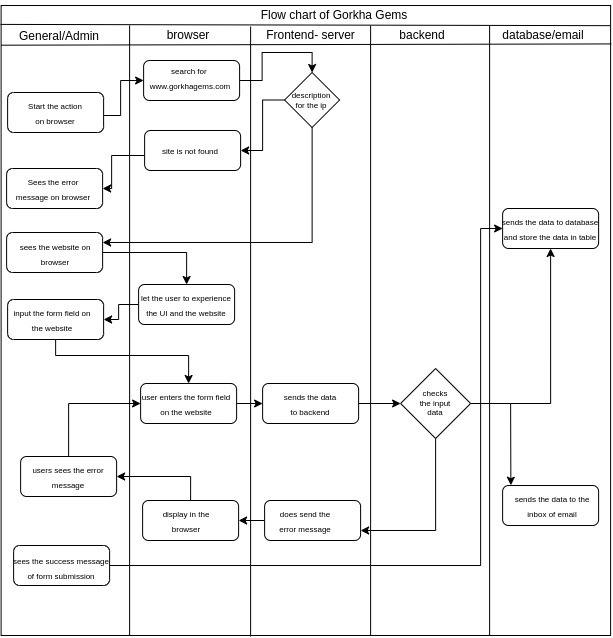 Flow chart of Gorkha Gems
General/Admin
browser
Frontend- server
backend
database/email
search for
www.gorkhagems.com
Start the action
on browser
description
for the ip
site is not found
Sees the error
message on browser
sees the website on
browser
sends the data to database
and store the data in table
let the user to experience
the UI and the website
input the form field on
the website
user enters the form field
on the website
sends the data
to backend
checks
the input
data
users sees the error
message
display in the
browser
does send the
error message
sends the data to the
inbox of email
sees the success message
of form submission